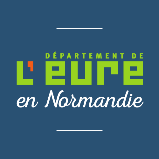 DÉPARTEMENT DE
L'eure
en Normandie